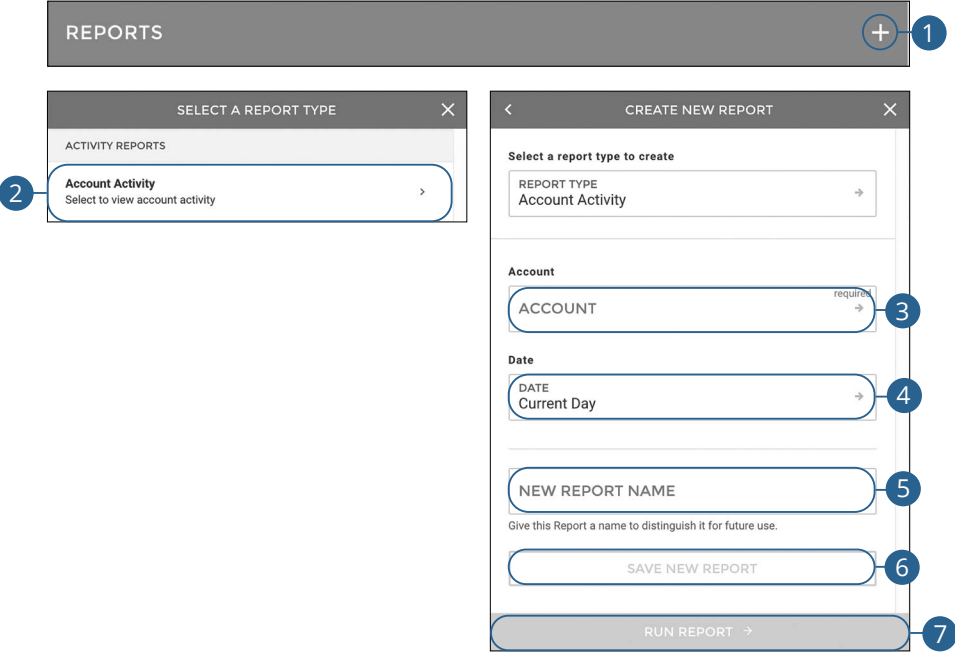 REPORTS
+ 1
SELECT A REPORT TYPE
ACTIVITY REPORTS
2
Account Activity
Select to view account activity
CREATE NEW REPORT
Select a report type to create
REPORT TYPE
Account Activity
Account
required
ACCOUNT
3
Date
DATE
Current Day
4
NEW REPORT NAME
5
Give this Report a name to distinguish it for future use.
SAVE NEW REPORT
6
RUN REPORT
7